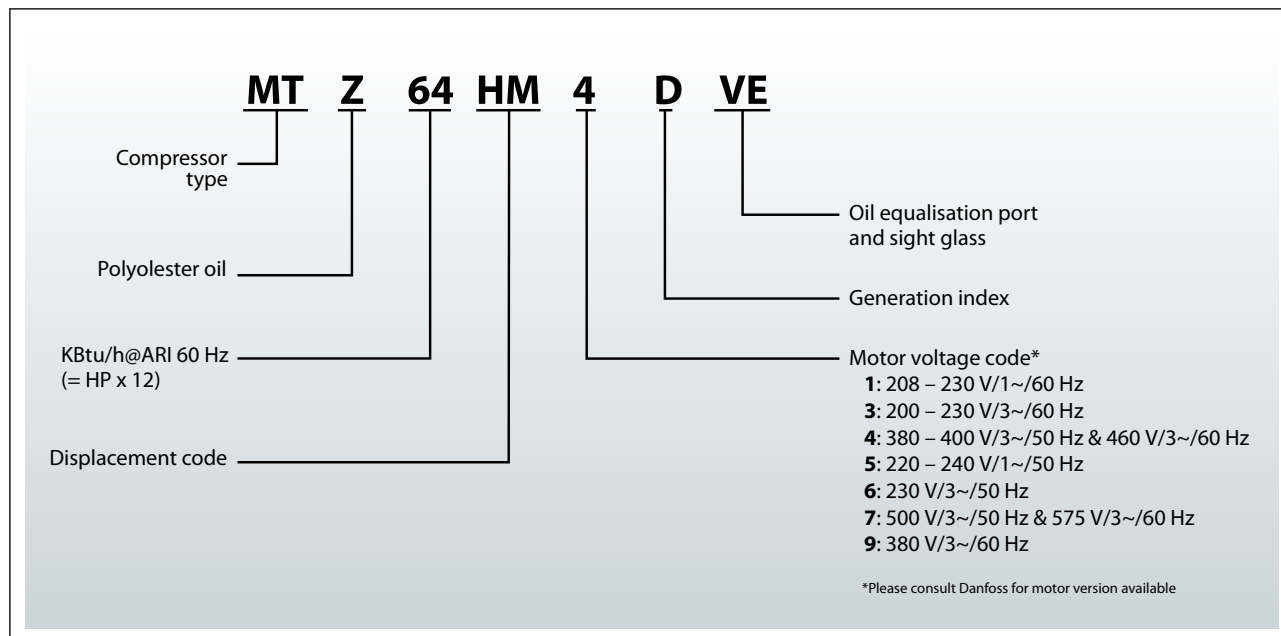 MT Z 64 HM 4 D VE
Compressor
type
Polyolester oil
KBtu/h@ARI 60 Hz
(= HP x 12)
Displacement code
Oil equalisation port
and sight glass
Generation index
Motor voltage code*
1: 208 – 230 V/1~/60 Hz
3: 200 – 230 V/3~/60 Hz
4: 380 – 400 V/3~/50 Hz & 460 V/3~/60 Hz
5: 220 – 240 V/1~/50 Hz
6: 230 V/3~/50 Hz
7: 500 V/3~/50 Hz & 575 V/3~/60 Hz
9: 380 V/3~/60 Hz
*Please consult Danfoss for motor version available